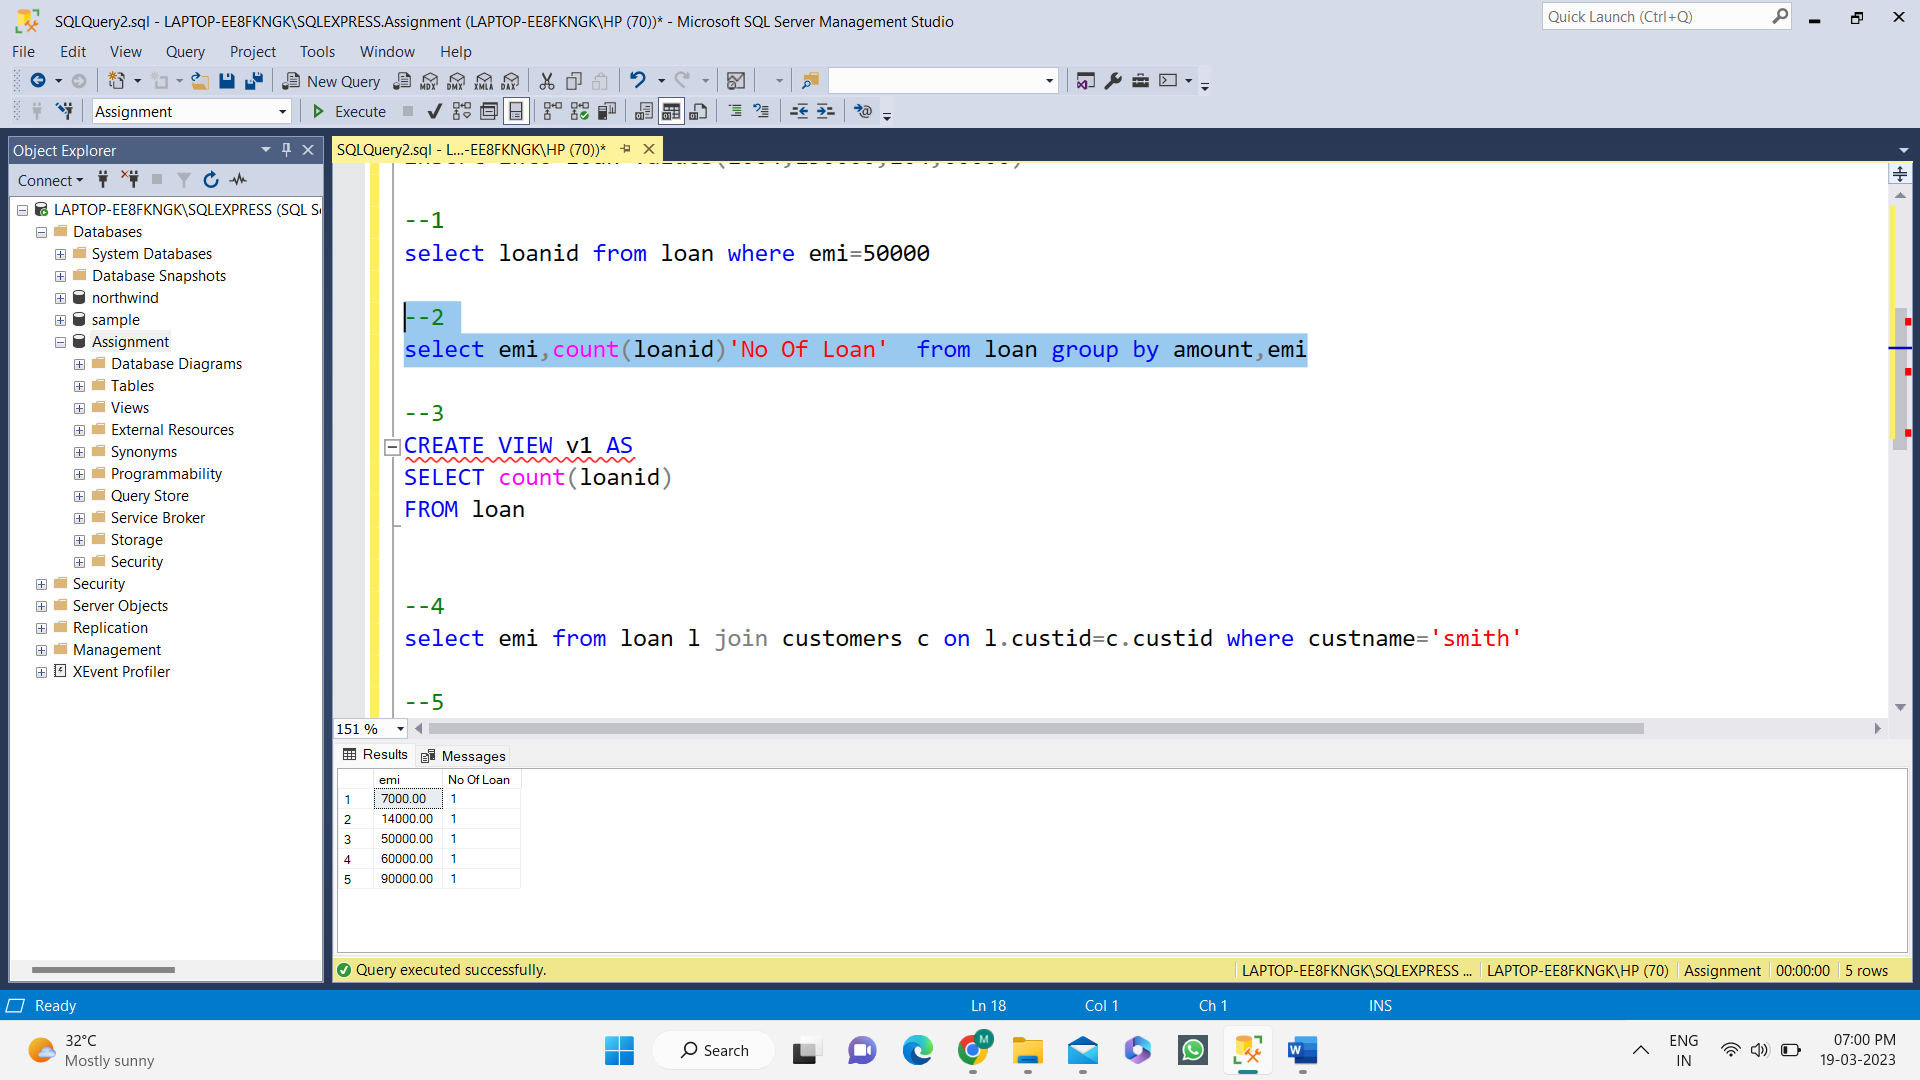 SQLQuery2.sql - LAPTOP-EE8FKNGK\SQLEXPRESS.Assignment (LAPTOP-EE8FKNGK\HP (70))* - Microsoft SQL Server Management Studio
Quick Launch (Ctrl+Q)
File Edit View Query Project Tools Window Help
New Query MDX DMX XMLA DAX
Assignment Execute
Object Explorer
SQLQuery2.sql - L...-EE8FKNGK\HP (70))*
Connect
LAPTOP-EE8FKNGK\SQLEXPRESS (SQL S
Databases
System Databases
Database Snapshots
northwind
sample
Assignment
Database Diagrams
Tables
Views
External Resources
Synonyms
Programmability
Query Store
Service Broker
Storage
Security
Security
Server Objects
Replication
Management
XEvent Profiler
--1
select loanid from loan where emi=50000
--2
select emi,count(loanid)'No Of Loan'  from loan group by amount,emi
--3
CREATE VIEW v1 AS
SELECT count(loanid)
FROM loan
--4
select emi from loan l join customers c on l.custid=c.custid where custname='smith'
--5
151 %
Results Messages
emi No Of Loan
1 7000.00 1
2 14000.00 1
3 50000.00 1
4 60000.00 1
5 90000.00 1
Query executed successfully.
LAPTOP-EE8FKNGK\SQLEXPRESS ... LAPTOP-EE8FKNGK\HP (70) Assignment 00:00:00 5 rows
Ready Ln 18 Col 1 Ch 1 INS
32°C
Mostly sunny
Search
M
ENG
IN
07:00 PM
19-03-2023